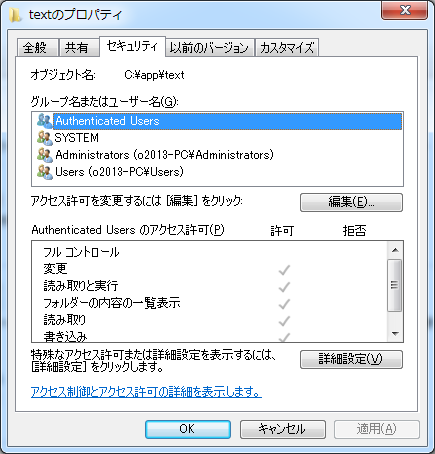 textのプロパティ
全般 共有 セキュリティ 以前のバージョン カスタマイズ
オブジェクト名: C:¥app¥text
グループ名またはユーザー名(G):
Authenticated Users
SYSTEM
Administrators (o2013-PC¥Administrators)
Users (o2013-PC¥Users)
アクセス許可を変更するには [編集] をクリック: 編集(E)...
Authenticated Users のアクセス許可(P) 許可 拒否
フル コントロール
変更
読み取りと実行
フォルダーの内容の一覧表示
読み取り
書き込み
特殊なアクセス許可または詳細設定を表示するには、
[詳細設定] をクリックします。 詳細設定(V)
アクセス制御とアクセス許可の詳細を表示します。
OK キャンセル 適用(A)